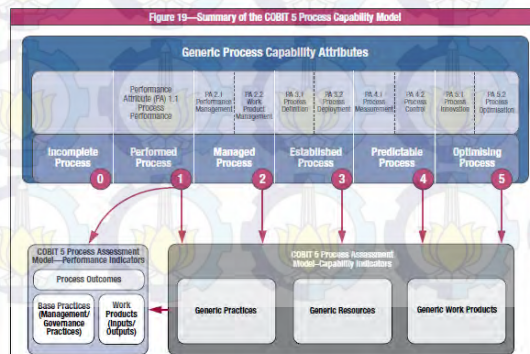 Figure 19—Summary of the COBIT 5 Process Capability Model
Generic Process Capability Attributes
Performance
Attribute (PA) 1.1
Process
Performance
PA 2.1
Performance
Management
PA 2.2
Work
Product
Management
PA 3.1
Process
Definition
PA 3.2
Process
Deployment
PA 4.1
Process
Measurement
PA 4.2
Process
Control
PA 5.1
Process
Innovation
PA 5.2
Process
Optimisation
Incomplete
Process
0
Performed
Process
1
Managed
Process
2
Established
Process
3
Predictable
Process
4
Optimising
Process
5
COBIT 5 Process Assessment
Model—Performance Indicators
Process Outcomes
Base Practices
(Management/
Governance
Practices)
Work
Products
(Inputs/
Outputs)
COBIT 5 Process Assessment
Model–Capability Indicators
Generic Practices
Generic Resources
Generic Work Products